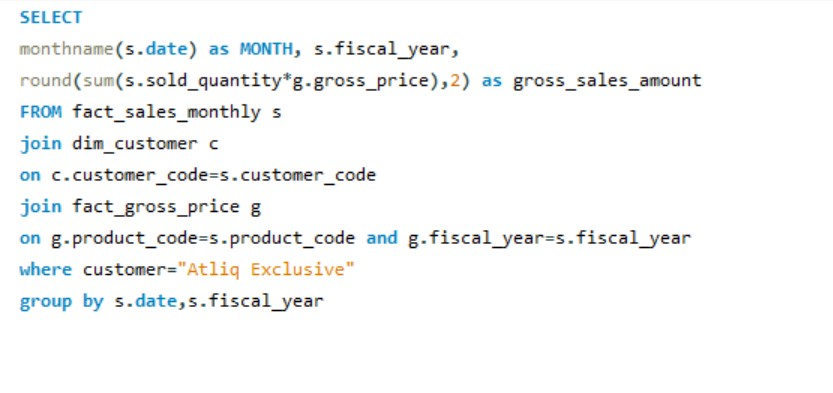 SELECT
monthname(s.date) as MONTH, s.fiscal_year,
round(sum(s.sold_quantity*g.gross_price),2) as gross_sales_amount
FROM fact_sales_monthly s
join dim_customer c
on c.customer_code=s.customer_code
join fact_gross_price g
on g.product_code=s.product_code and g.fiscal_year=s.fiscal_year
where customer="Atliq Exclusive"
group by s.date,s.fiscal_year